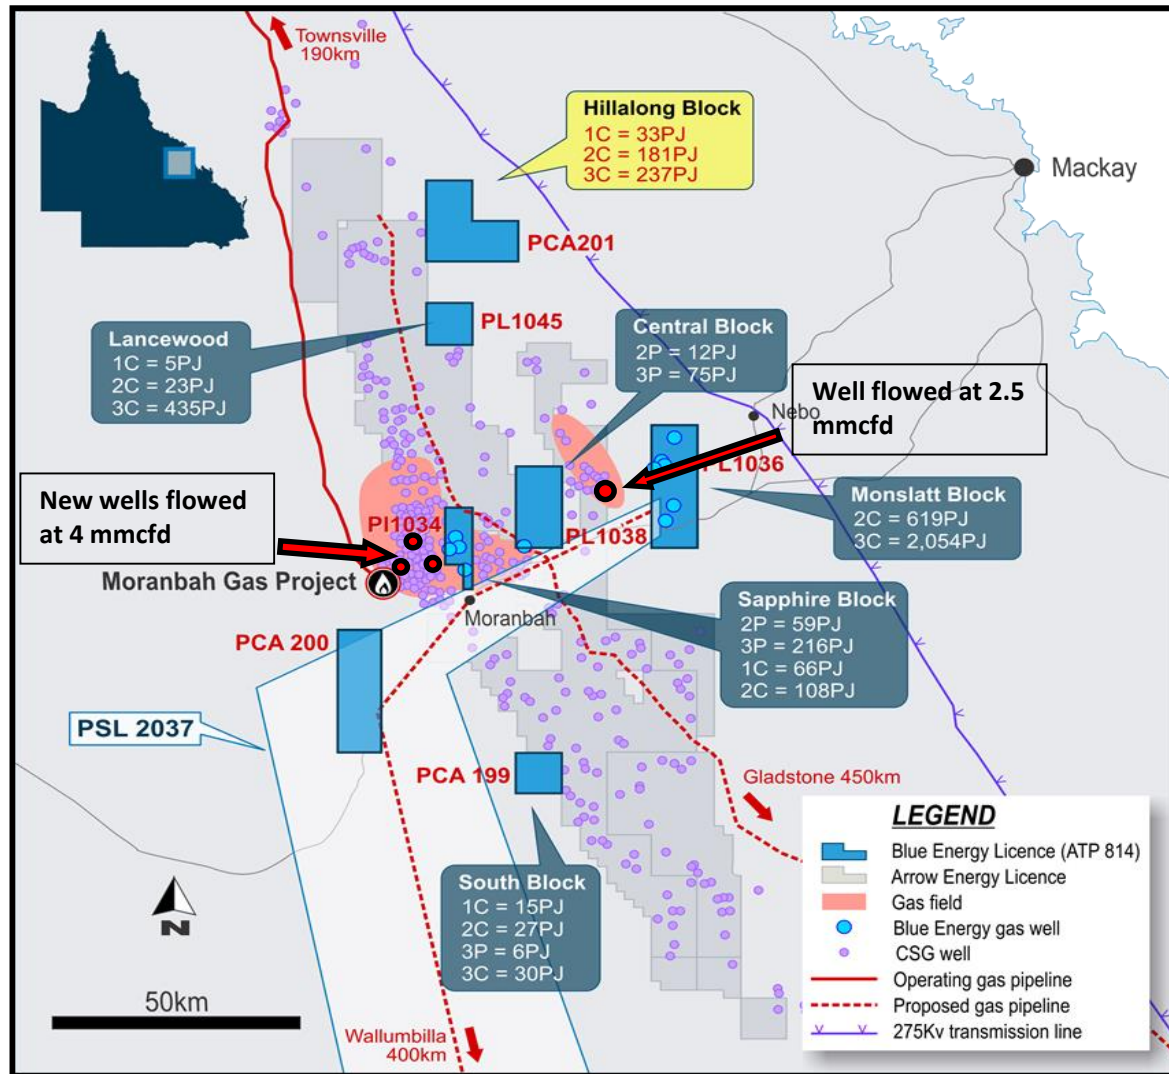 Townsville
190km
Hillalong Block
1C = 33PJ
2C = 181PJ
3C = 237PJ
Mackay
PCA201
Lancewood
1C = 5PJ
2C = 23PJ
3C = 435PJ
PL1045
Central Block
2P = 12PJ
3P = 75PJ
Well flowed at 2.5
mmcfd
Nebo
PL1036
New wells flowed
at 4 mmcfd
Monslatt Block
2C = 619PJ
3C = 2,054PJ
Pl1034
PL1038
Moranbah Gas Project
Moranbah
Sapphire Block
2P = 59PJ
3P = 216PJ
1C = 66PJ
2C = 108PJ
PCA 200
PSL 2037
PCA 199
Gladstone 450km
South Block
1C = 15PJ
2C = 27PJ
3P = 6PJ
3C = 30PJ
N
50km
Wallumbilla
400km
LEGEND
Blue Energy Licence (ATP 814)
Arrow Energy Licence
Gas field
Blue Energy gas well
CSG well
Operating gas pipeline
Proposed gas pipeline
275Kv transmission line